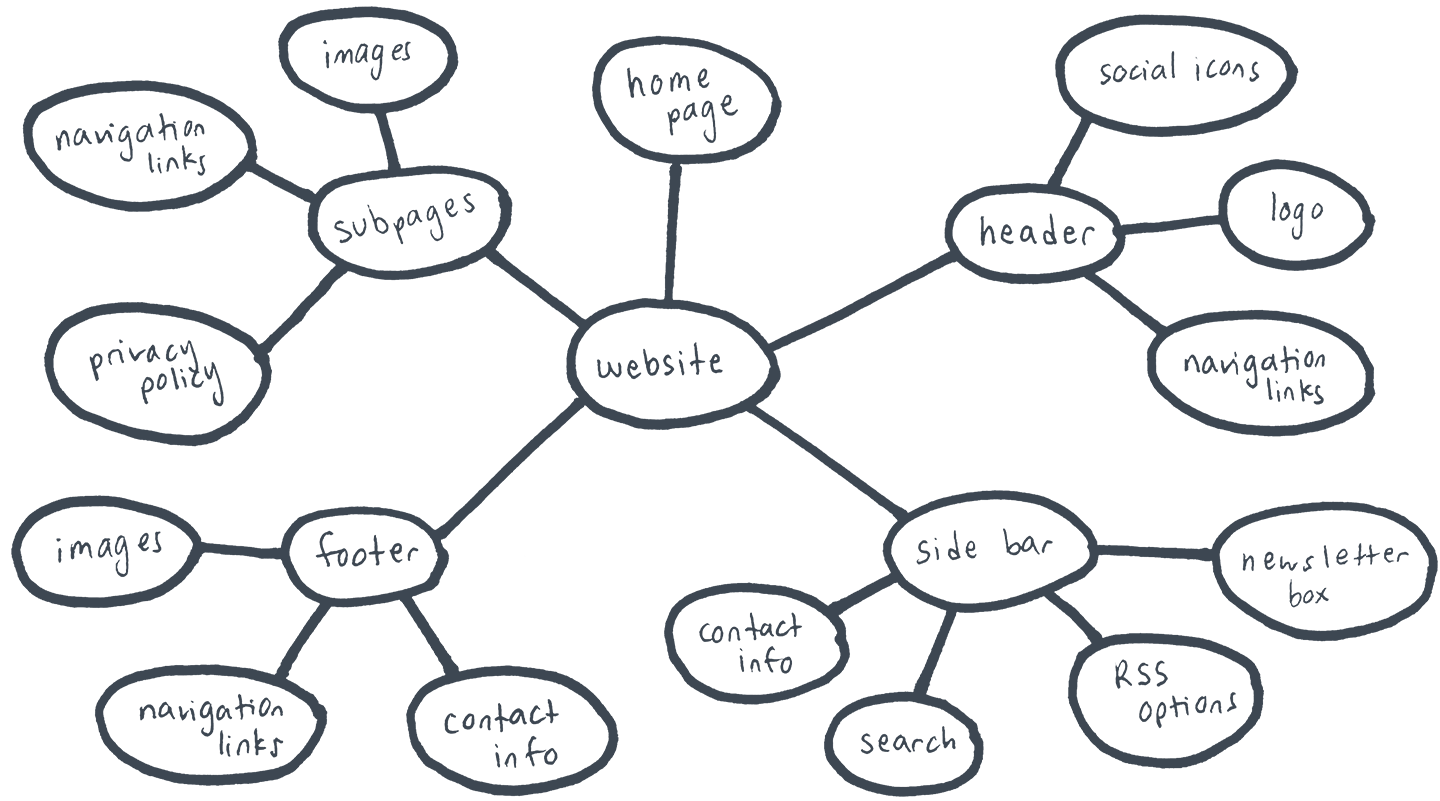 images
navigation
links
subpages
privacy
policy
home
page
website
social icons
header
logo
navigation
links
footer
images
navigation
links
contact
info
side bar
contact
info
search
RSS
options
newsletter
box